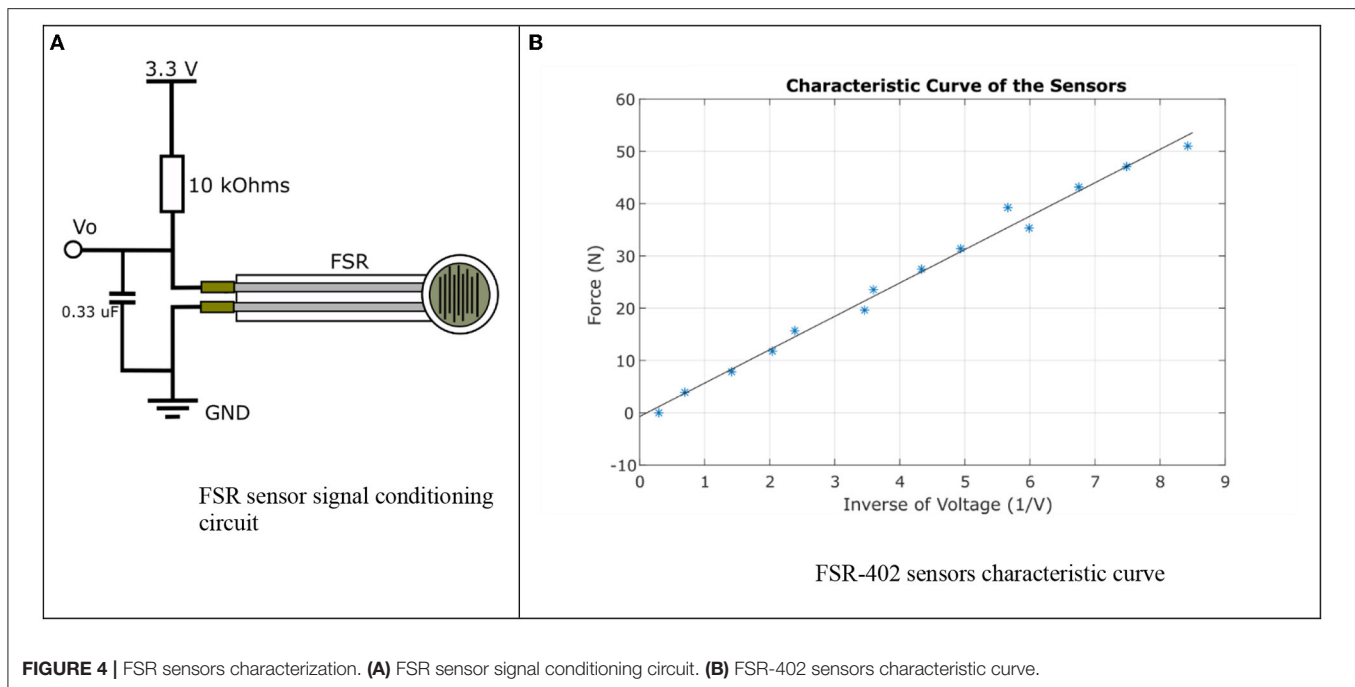 A
3.3 V
10 kOhms
Vo
FSR
0.33 uF
GND
FSR sensor signal conditioning
circuit
B
Characteristic Curve of the Sensors
60
50
40
30
20
10
0
-10
Force (N)
0 1 2 3 4 5 6 7 8 9
Inverse of Voltage (1/V)
FSR-402 sensors characteristic curve
FIGURE 4 | FSR sensors characterization. (A) FSR sensor signal conditioning circuit. (B) FSR-402 sensors characteristic curve.